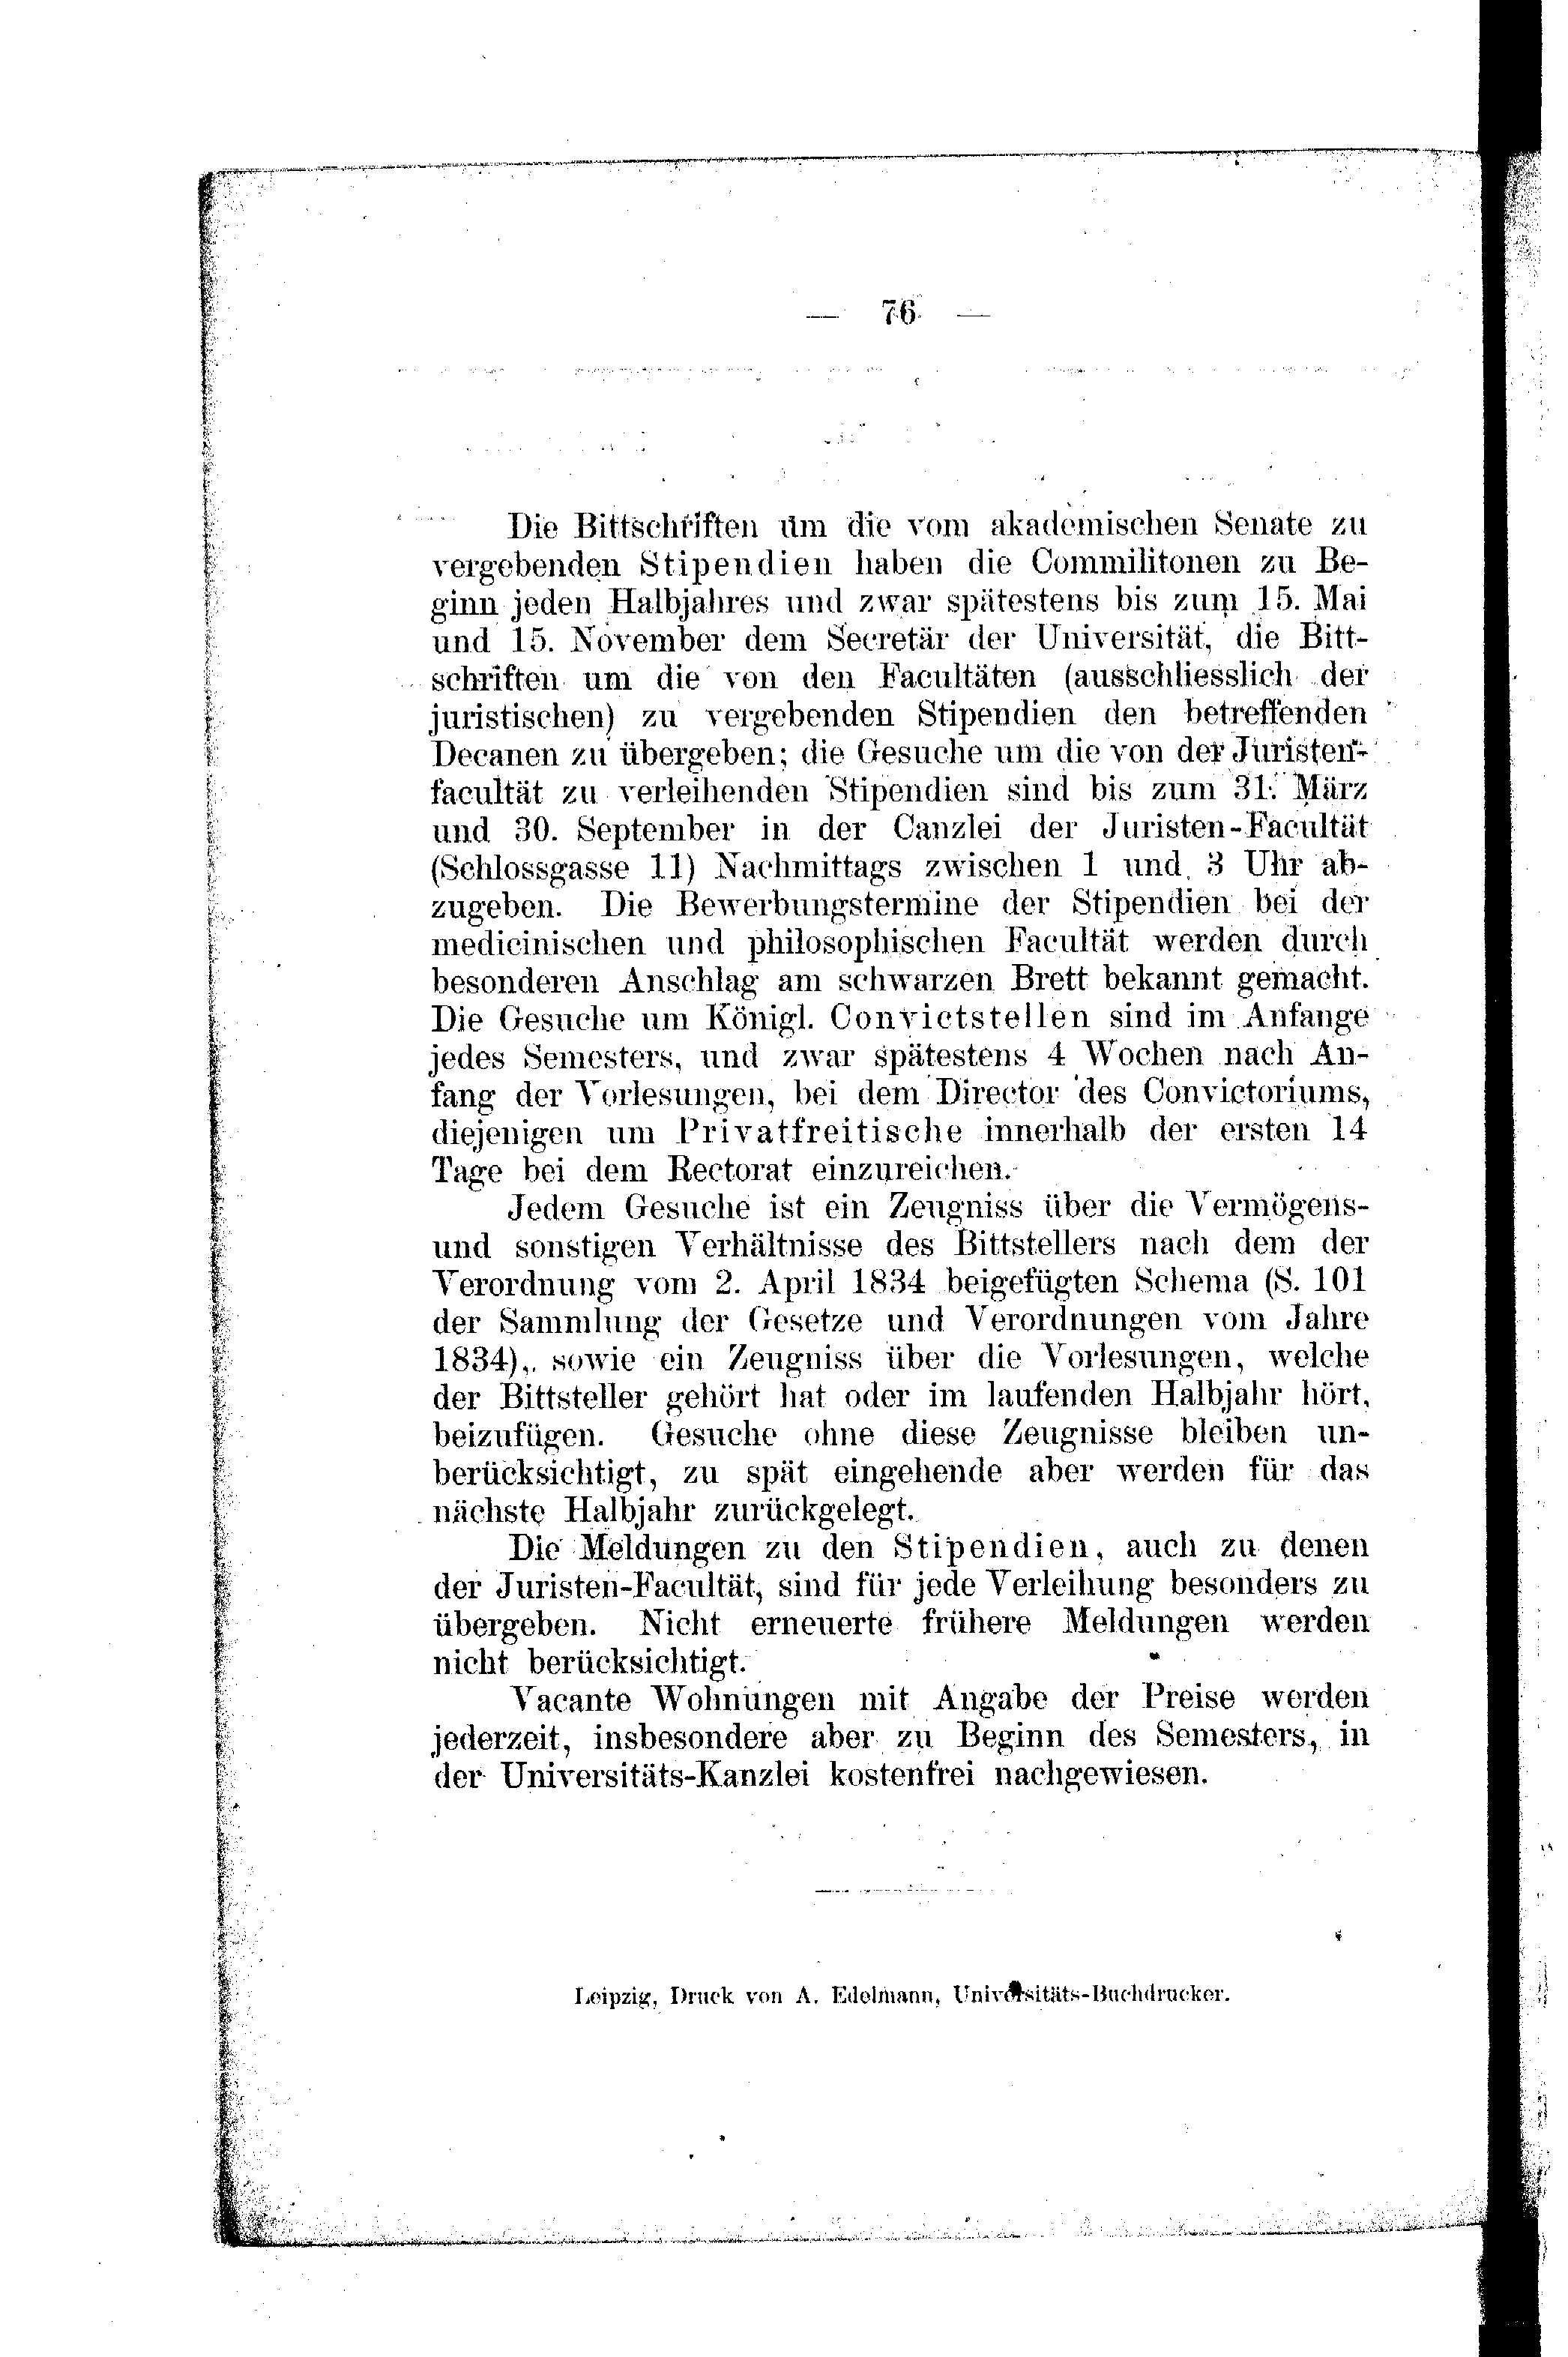 — 76 —
Die Bittschriften um die vom akademischen Senate zu
vergebenden Stipendien haben die Commilitonen zu Be-
ginn jeden Halbjahres und zwar spätestens bis zum 15. Mai
und 15. November dem Secretär der Universität, die Bitt-
schriften um die von den Facultäten (ausschliesslich der
juristischen) zu vergebenden Stipendien den betreffenden
Decanen zu übergeben; die Gesuche um die von der Juristen-
facultät zu verleihenden Stipendien sind bis zum 31. März
und 30. September in der Canzlei der Juristen-Facultät
(Schlossgasse 11) Nachmittags zwischen 1 und 3 Uhr ab-
zugeben. Die Bewerbungstermine der Stipendien bei der
medicinischen und philosophischen Facultät werden durch
besonderen Anschlag am schwarzen Brett bekannt gemacht.
Die Gesuche um Königl. Convictstellen sind im Anfange
jedes Semesters, und zwar spätestens 4 Wochen nach An-
fang der Vorlesungen, bei dem Director des Convictoriums,
diejenigen um Privatfreitische innerhalb der ersten 14
Tage bei dem Rectorat einzureichen.
Jedem Gesuche ist ein Zeugniss über die Vermögens-
und sonstigen Verhältnisse des Bittstellers nach dem der
Verordnung vom 2. April 1834 beigefügten Schema (S. 101
der Sammlung der Gesetze und Verordnungen vom Jahre
1834), sowie ein Zeugniss über die Vorlesungen, welche
der Bittsteller gehört hat oder im laufenden Halbjahr hört,
beizufügen. Gesuche ohne diese Zeugnisse bleiben un-
berücksichtigt, zu spät eingehende aber werden für das
nächste Halbjahr zurückgelegt.
Die Meldungen zu den Stipendien, auch zu denen
der Juristen-Facultät, sind für jede Verleihung besonders zu
übergeben. Nicht erneuerte frühere Meldungen werden
nicht berücksichtigt.
Vacante Wohnungen mit Angabe der Preise werden
jederzeit, insbesondere aber zu Beginn des Semesters, in
der Universitäts-Kanzlei kostenfrei nachgewiesen.
Leipzig, Druck von A. Edelmann, Universitäts-Buchdrucker.